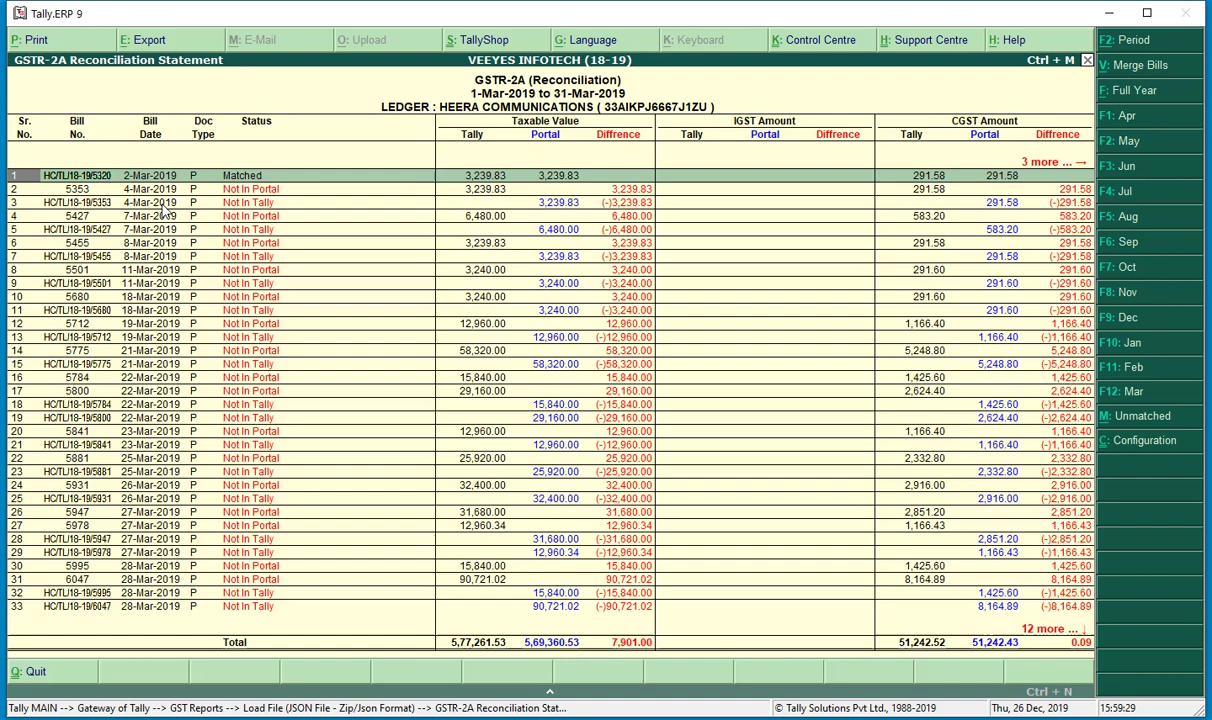 Tally.ERP 9
P: Print E: Export M: E-Mail O: Upload S: TallyShop G: Language K: Keyboard K: Control Centre H: Support Centre H: Help
GSTR-2A Reconciliation Statement VEEYES INFOTECH (18-19) Ctrl + M
GSTR-2A (Reconciliation)
1-Mar-2019 to 31-Mar-2019
LEDGER : HEERA COMMUNICATIONS ( 33AIKPJ6667J1ZU )
Sr. No. Bill No. Bill Date Doc Type Status Taxable Value IGST Amount CGST Amount
Tally Portal Diffrence Tally Portal Diffrence Tally Portal Diffrence
3 more ... →
1 HC/TL/18-19/5320 2-Mar-2019 P Matched 3,239.83 3,239.83 291.58 291.58
2 5353 4-Mar-2019 P Not In Portal 3,239.83 3,239.83 291.58 291.58
3 HC/TL/18-19/5353 4-Mar-2019 P Not In Tally 3,239.83 (-)3,239.83 291.58 (-)291.58
4 5427 7-Mar-2019 P Not In Portal 6,480.00 6,480.00 583.20 583.20
5 HC/TL/18-19/5427 7-Mar-2019 P Not In Tally 6,480.00 (-)6,480.00 583.20 (-)583.20
6 5455 8-Mar-2019 P Not In Portal 3,239.83 3,239.83 291.58 291.58
7 HC/TL/18-19/5455 8-Mar-2019 P Not In Tally 3,239.83 (-)3,239.83 291.58 (-)291.58
8 5501 11-Mar-2019 P Not In Portal 3,240.00 3,240.00 291.60 291.60
9 HC/TL/18-19/5501 11-Mar-2019 P Not In Tally 3,240.00 (-)3,240.00 291.60 (-)291.60
10 5680 18-Mar-2019 P Not In Portal 3,240.00 3,240.00 291.60 291.60
11 HC/TL/18-19/5680 18-Mar-2019 P Not In Tally 3,240.00 (-)3,240.00 291.60 (-)291.60
12 5712 19-Mar-2019 P Not In Portal 12,960.00 12,960.00 1,166.40 1,166.40
13 HC/TL/18-19/5712 19-Mar-2019 P Not In Tally 12,960.00 (-)12,960.00 1,166.40 (-)1,166.40
14 5775 21-Mar-2019 P Not In Portal 58,320.00 58,320.00 5,248.80 5,248.80
15 HC/TL/18-19/5775 21-Mar-2019 P Not In Tally 58,320.00 (-)58,320.00 5,248.80 (-)5,248.80
16 5784 22-Mar-2019 P Not In Portal 15,840.00 15,840.00 1,425.60 1,425.60
17 5800 22-Mar-2019 P Not In Portal 29,160.00 29,160.00 2,624.40 2,624.40
18 HC/TL/18-19/5784 22-Mar-2019 P Not In Tally 15,840.00 (-)15,840.00 1,425.60 (-)1,425.60
19 HC/TL/18-19/5800 22-Mar-2019 P Not In Tally 29,160.00 (-)29,160.00 2,624.40 (-)2,624.40
20 5841 23-Mar-2019 P Not In Portal 12,960.00 12,960.00 1,166.40 1,166.40
21 HC/TL/18-19/5841 23-Mar-2019 P Not In Tally 12,960.00 (-)12,960.00 1,166.40 (-)1,166.40
22 5881 25-Mar-2019 P Not In Portal 25,920.00 25,920.00 2,332.80 2,332.80
23 HC/TL/18-19/5881 25-Mar-2019 P Not In Tally 25,920.00 (-)25,920.00 2,332.80 (-)2,332.80
24 5931 26-Mar-2019 P Not In Portal 32,400.00 32,400.00 2,916.00 2,916.00
25 HC/TL/18-19/5931 26-Mar-2019 P Not In Tally 32,400.00 (-)32,400.00 2,916.00 (-)2,916.00
26 5947 27-Mar-2019 P Not In Portal 31,680.00 31,680.00 2,851.20 2,851.20
27 5978 27-Mar-2019 P Not In Portal 12,960.34 12,960.34 1,166.43 1,166.43
28 HC/TL/18-19/5947 27-Mar-2019 P Not In Tally 31,680.00 (-)31,680.00 2,851.20 (-)2,851.20
29 HC/TL/18-19/5978 27-Mar-2019 P Not In Tally 12,960.34 (-)12,960.34 1,166.43 (-)1,166.43
30 5995 28-Mar-2019 P Not In Portal 15,840.00 15,840.00 1,425.60 1,425.60
31 6047 28-Mar-2019 P Not In Portal 90,721.02 90,721.02 8,164.89 8,164.89
32 HC/TL/18-19/5995 28-Mar-2019 P Not In Tally 15,840.00 (-)15,840.00 1,425.60 (-)1,425.60
33 HC/TL/18-19/6047 28-Mar-2019 P Not In Tally 90,721.02 (-)90,721.02 8,164.89 (-)8,164.89
12 more ... ↓
Total 5,77,261.53 5,69,360.53 7,901.00 51,242.52 51,242.43 0.09
F2: Period
V: Merge Bills
F: Full Year
F1: Apr
F2: May
F3: Jun
F4: Jul
F5: Aug
F6: Sep
F7: Oct
F8: Nov
F9: Dec
F10: Jan
F11: Feb
F12: Mar
M: Unmatched
C: Configuration
Q: Quit
Ctrl + N
Tally MAIN --> Gateway of Tally --> GST Reports --> Load File (JSON File - Zip/Json Format) --> GSTR-2A Reconciliation Stat... © Tally Solutions Pvt Ltd., 1988-2019 Thu, 26 Dec, 2019 15:59:29